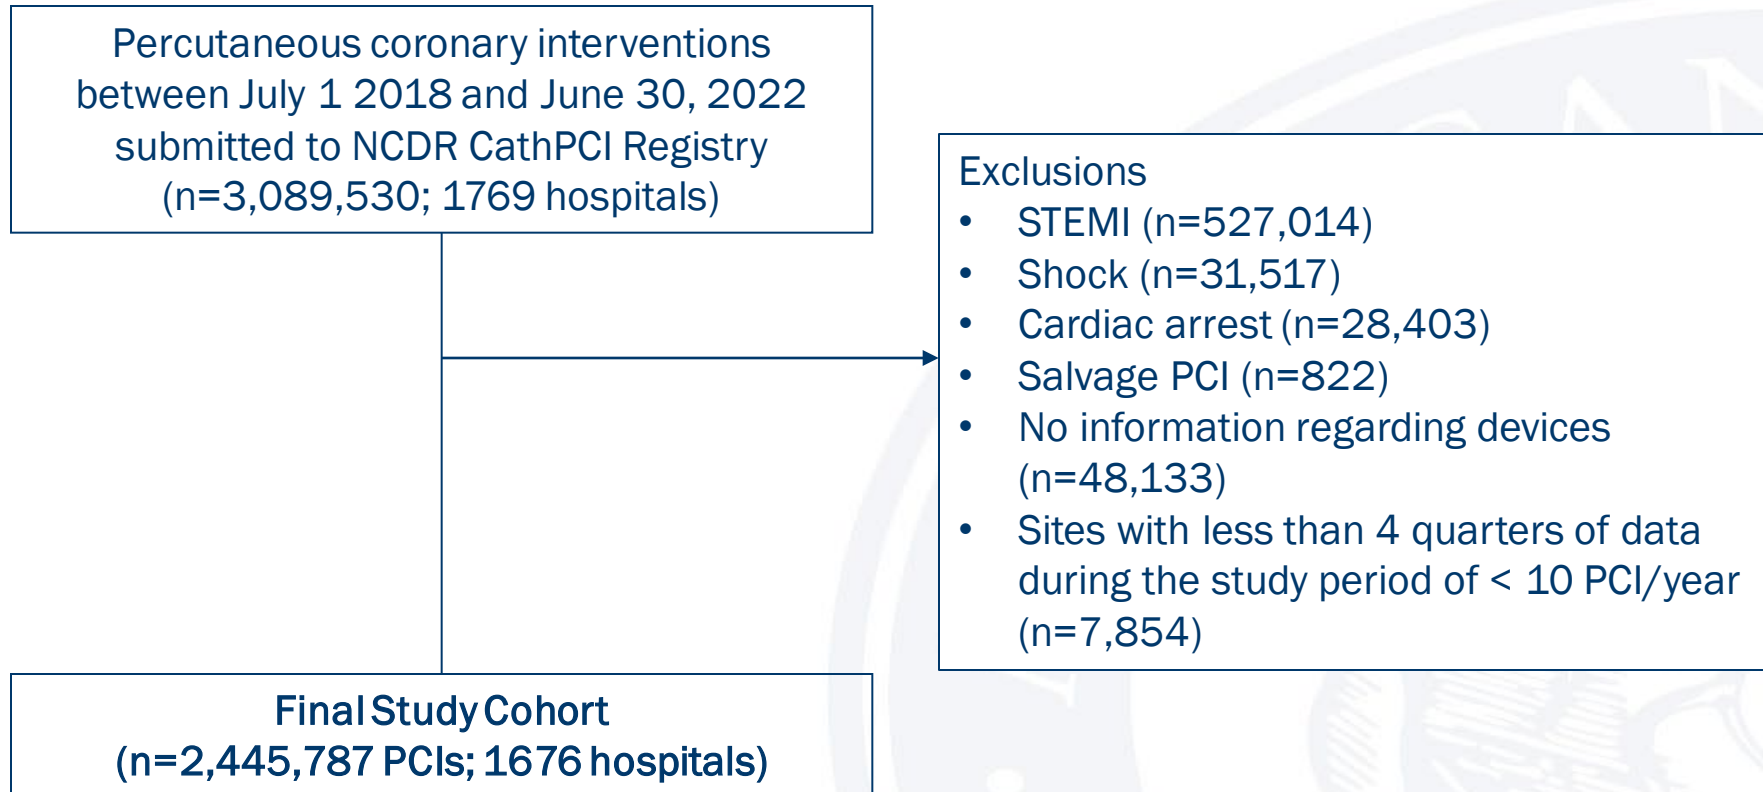 Percutaneous coronary interventions
between July 1 2018 and June 30, 2022
submitted to NCDR CathPCI Registry
(n=3,089,530; 1769 hospitals)
Exclusions
• STEMI (n=527,014)
• Shock (n=31,517)
• Cardiac arrest (n=28,403)
• Salvage PCI (n=822)
• No information regarding devices
(n=48,133)
• Sites with less than 4 quarters of data
during the study period of < 10 PCI/year
(n=7,854)
Final Study Cohort
(n=2,445,787 PCIs; 1676 hospitals)